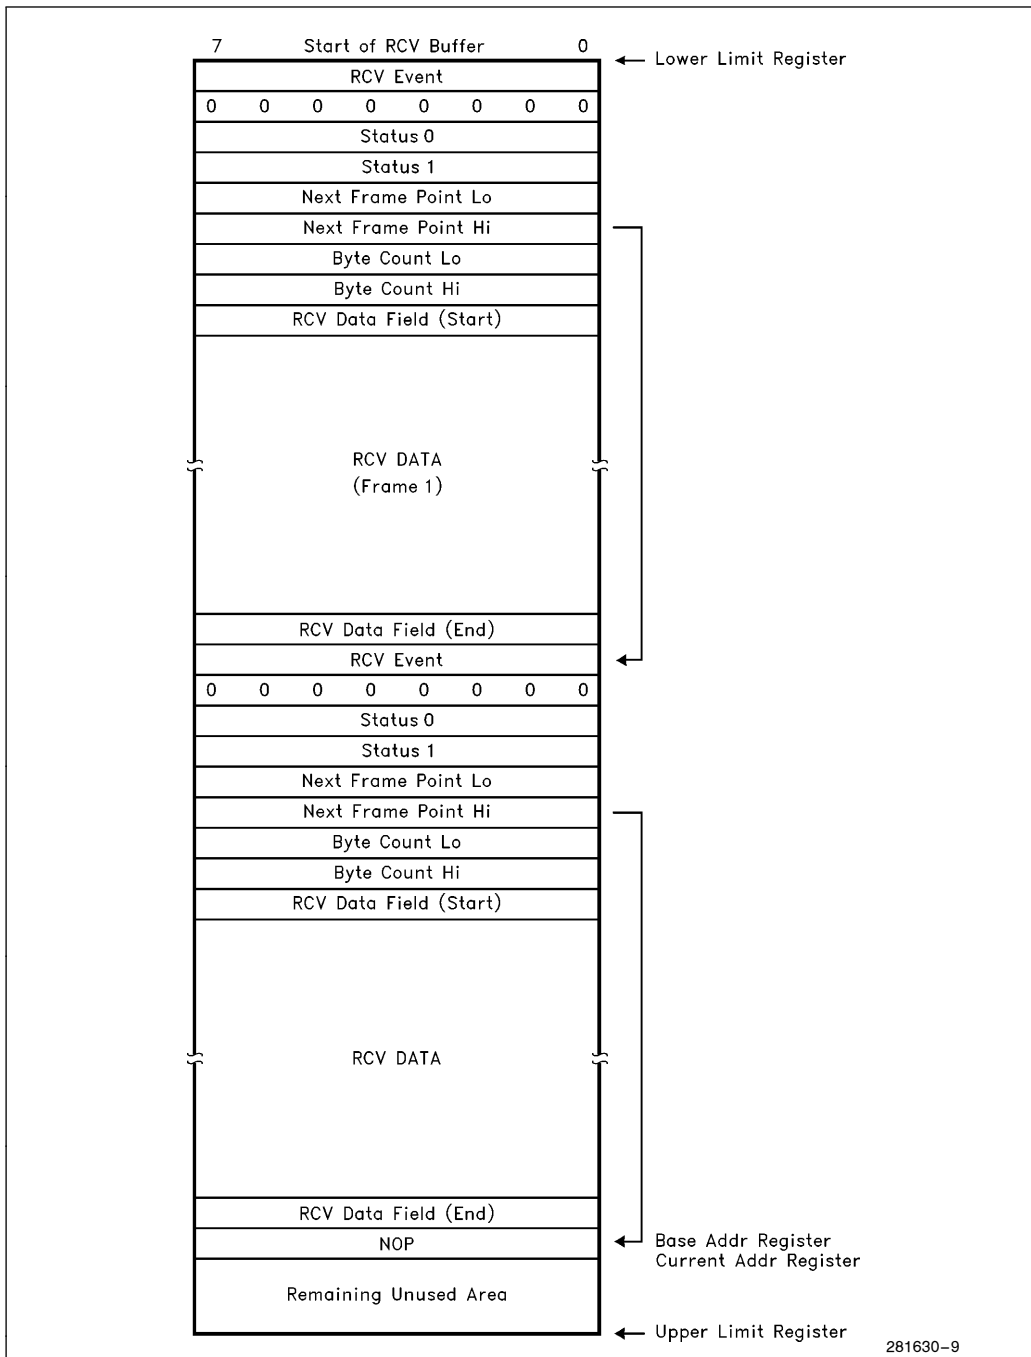 7 Start of RCV Buffer 0
Lower Limit Register
RCV Event
0 0 0 0 0 0 0 0
Status 0
Status 1
Next Frame Point Lo
Next Frame Point Hi
Byte Count Lo
Byte Count Hi
RCV Data Field (Start)
RCV DATA
(Frame 1)
RCV Data Field (End)
RCV Event
0 0 0 0 0 0 0 0
Status 0
Status 1
Next Frame Point Lo
Next Frame Point Hi
Byte Count Lo
Byte Count Hi
RCV Data Field (Start)
RCV DATA
RCV Data Field (End)
NOP
Base Addr Register
Current Addr Register
Remaining Unused Area
Upper Limit Register
281630-9